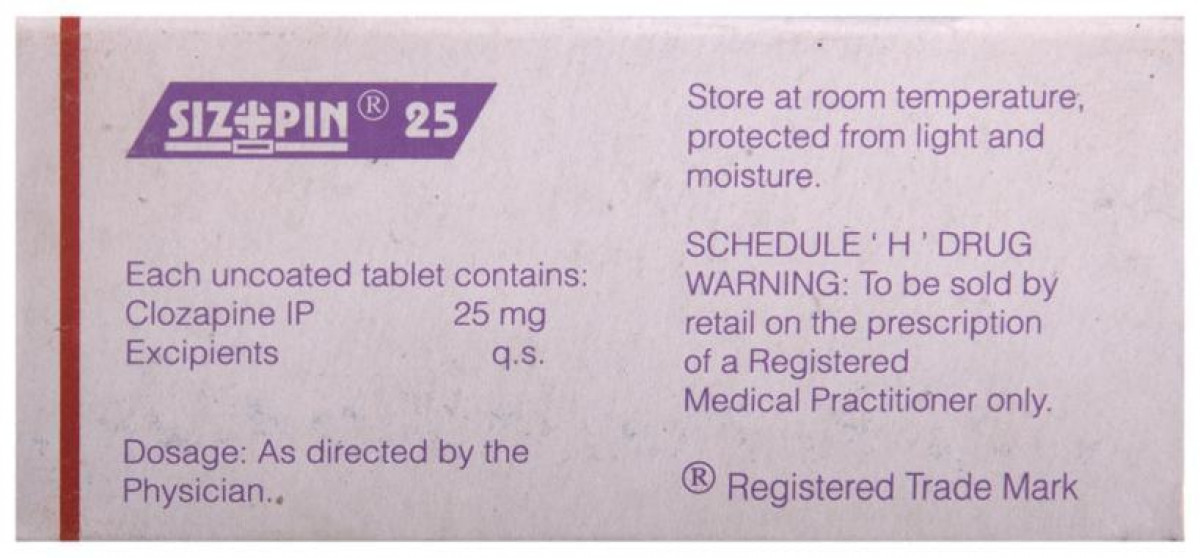 SIZOPIN® 25
Each uncoated tablet contains:
Clozapine IP 25 mg
Excipients q.s.
Dosage: As directed by the
Physician.
Store at room temperature,
protected from light and
moisture.
SCHEDULE ' H ' DRUG
WARNING: To be sold by
retail on the prescription
of a Registered
Medical Practitioner only.
® Registered Trade Mark